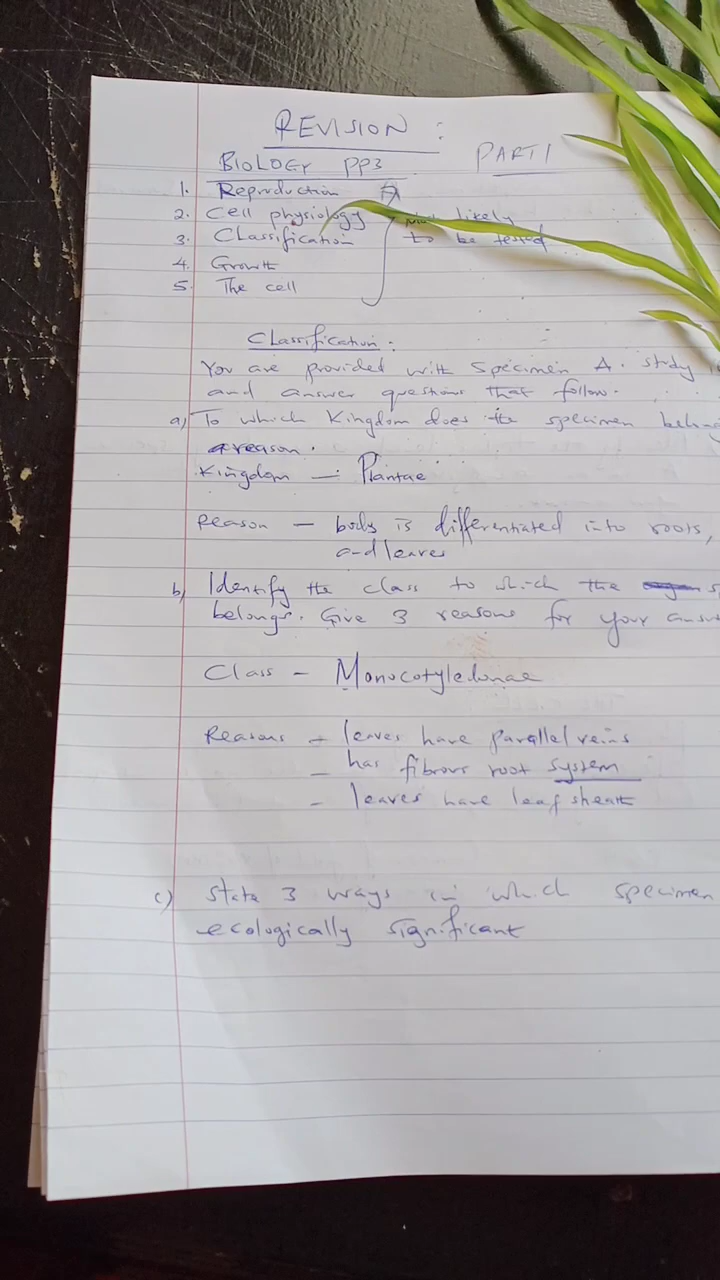 REVISION :
BIOLOGY PP3 PART 1
1. Reproduction
2. Cell physiology likely
3. Classification to be tested
4. Growth
5. The cell
Classification:
You are provided with specimen A. study
and answer questions that follow.
a) To which Kingdom does the specimen belong
reason.
Kingdom — Plantae
Reason — body is differentiated into roots,
and leaves
b) Identify the class to which the
belongs. Give 3 reasons for your
Class - Monocotyledonae
Reasons - leaves have parallel veins
- has fibrous root system
- leaves have leaf sheath
c) State 3 ways in which specimen
ecologically significant